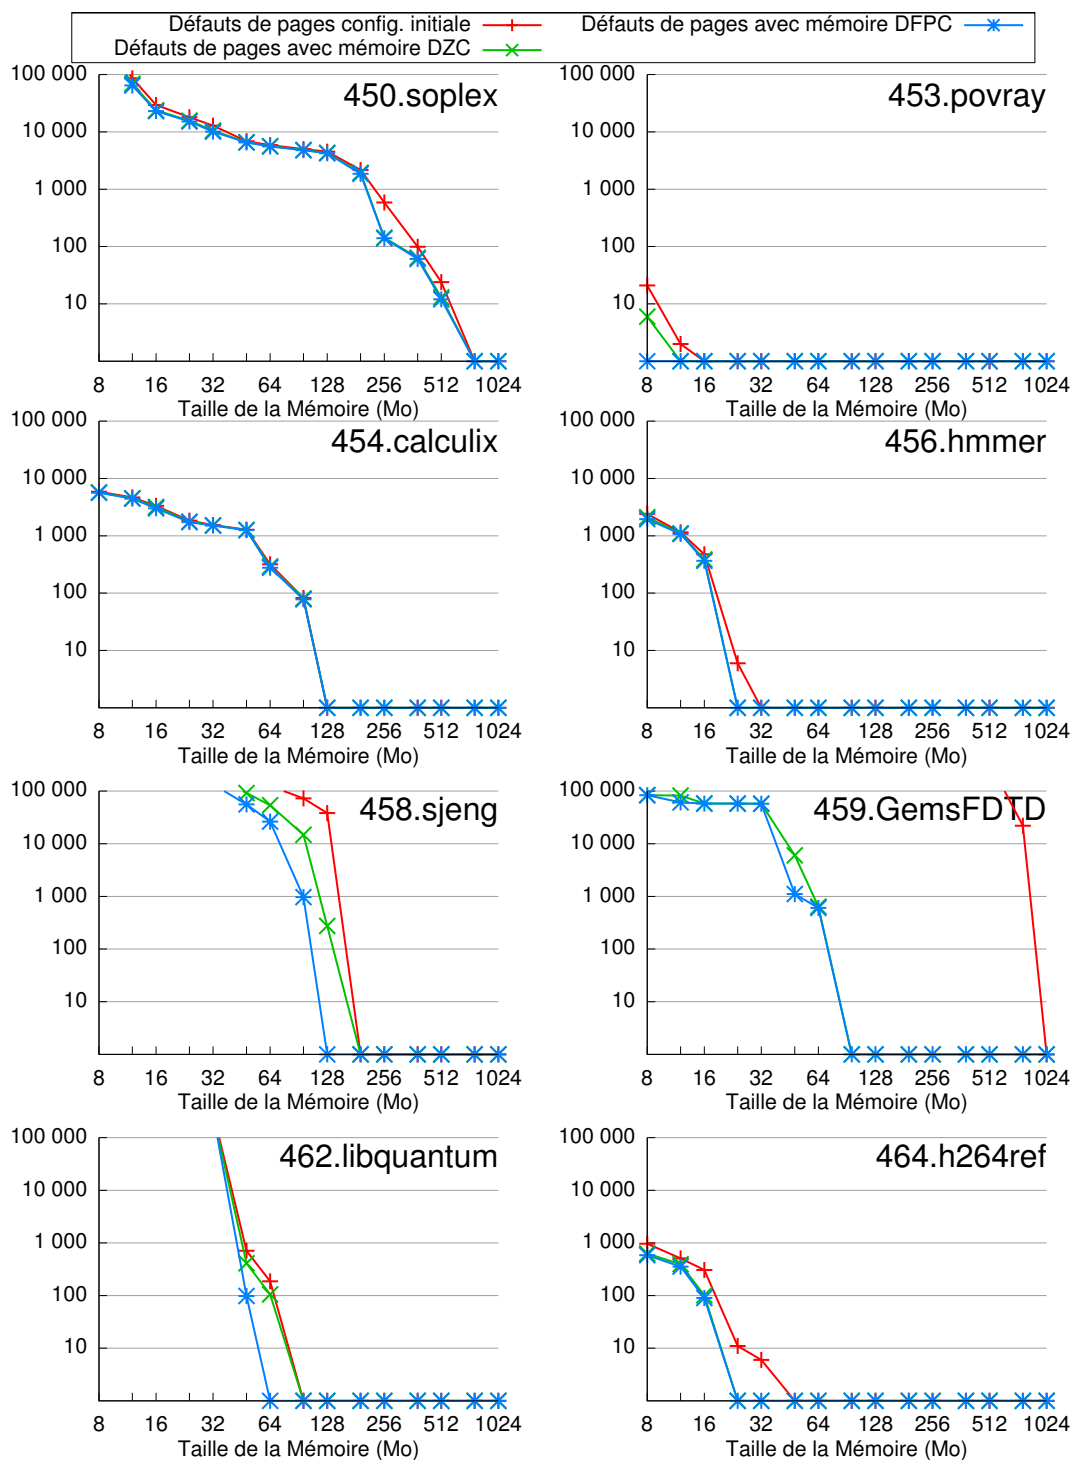 Défauts de pages config. initiale
Défauts de pages avec mémoire DZC
Défauts de pages avec mémoire DFPC
450.soplex
100 000
10 000
1 000
100
10
8 16 32 64 128 256 512 1024
Taille de la Mémoire (Mo)
453.povray
100 000
10 000
1 000
100
10
8 16 32 64 128 256 512 1024
Taille de la Mémoire (Mo)
454.calculix
100 000
10 000
1 000
100
10
8 16 32 64 128 256 512 1024
Taille de la Mémoire (Mo)
456.hmmer
100 000
10 000
1 000
100
10
8 16 32 64 128 256 512 1024
Taille de la Mémoire (Mo)
458.sjeng
100 000
10 000
1 000
100
10
8 16 32 64 128 256 512 1024
Taille de la Mémoire (Mo)
459.GemsFDTD
100 000
10 000
1 000
100
10
8 16 32 64 128 256 512 1024
Taille de la Mémoire (Mo)
462.libquantum
100 000
10 000
1 000
100
10
8 16 32 64 128 256 512 1024
Taille de la Mémoire (Mo)
464.h264ref
100 000
10 000
1 000
100
10
8 16 32 64 128 256 512 1024
Taille de la Mémoire (Mo)